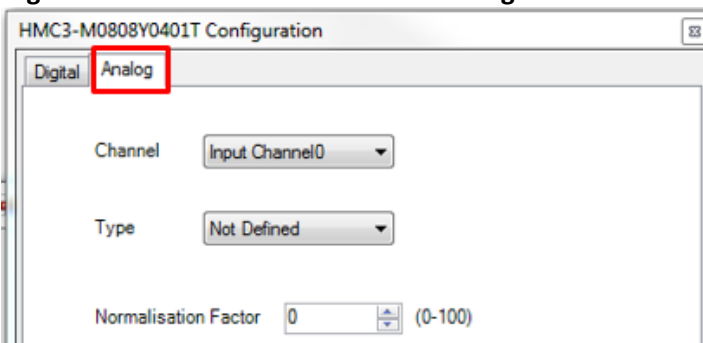 HMC3-M0808Y0401T Configuration
Digital Analog
Channel Input Channel0
Type Not Defined
Normalisation Factor 0 (0-100)